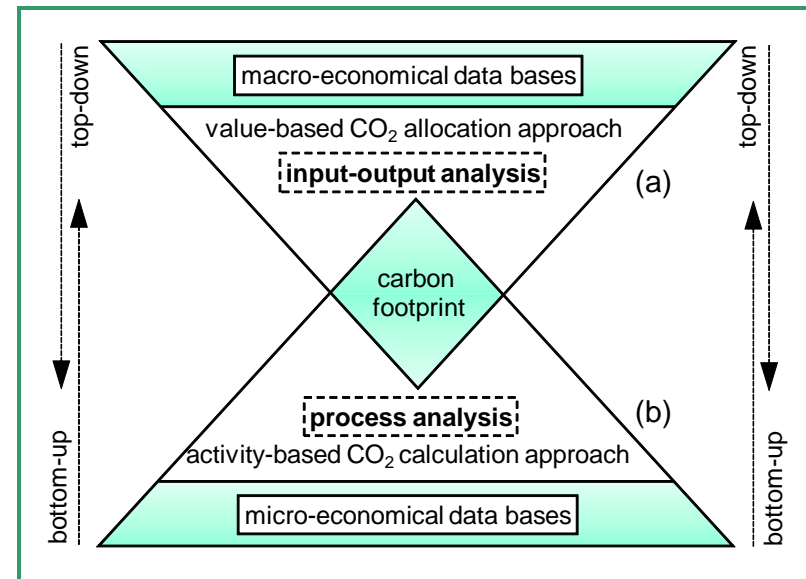 macro-economical data bases
top-down
top-down
value-based CO₂ allocation approach
input-output analysis
(a)
carbon
footprint
process analysis
(b)
activity-based CO₂ calculation approach
bottom-up
bottom-up
micro-economical data bases